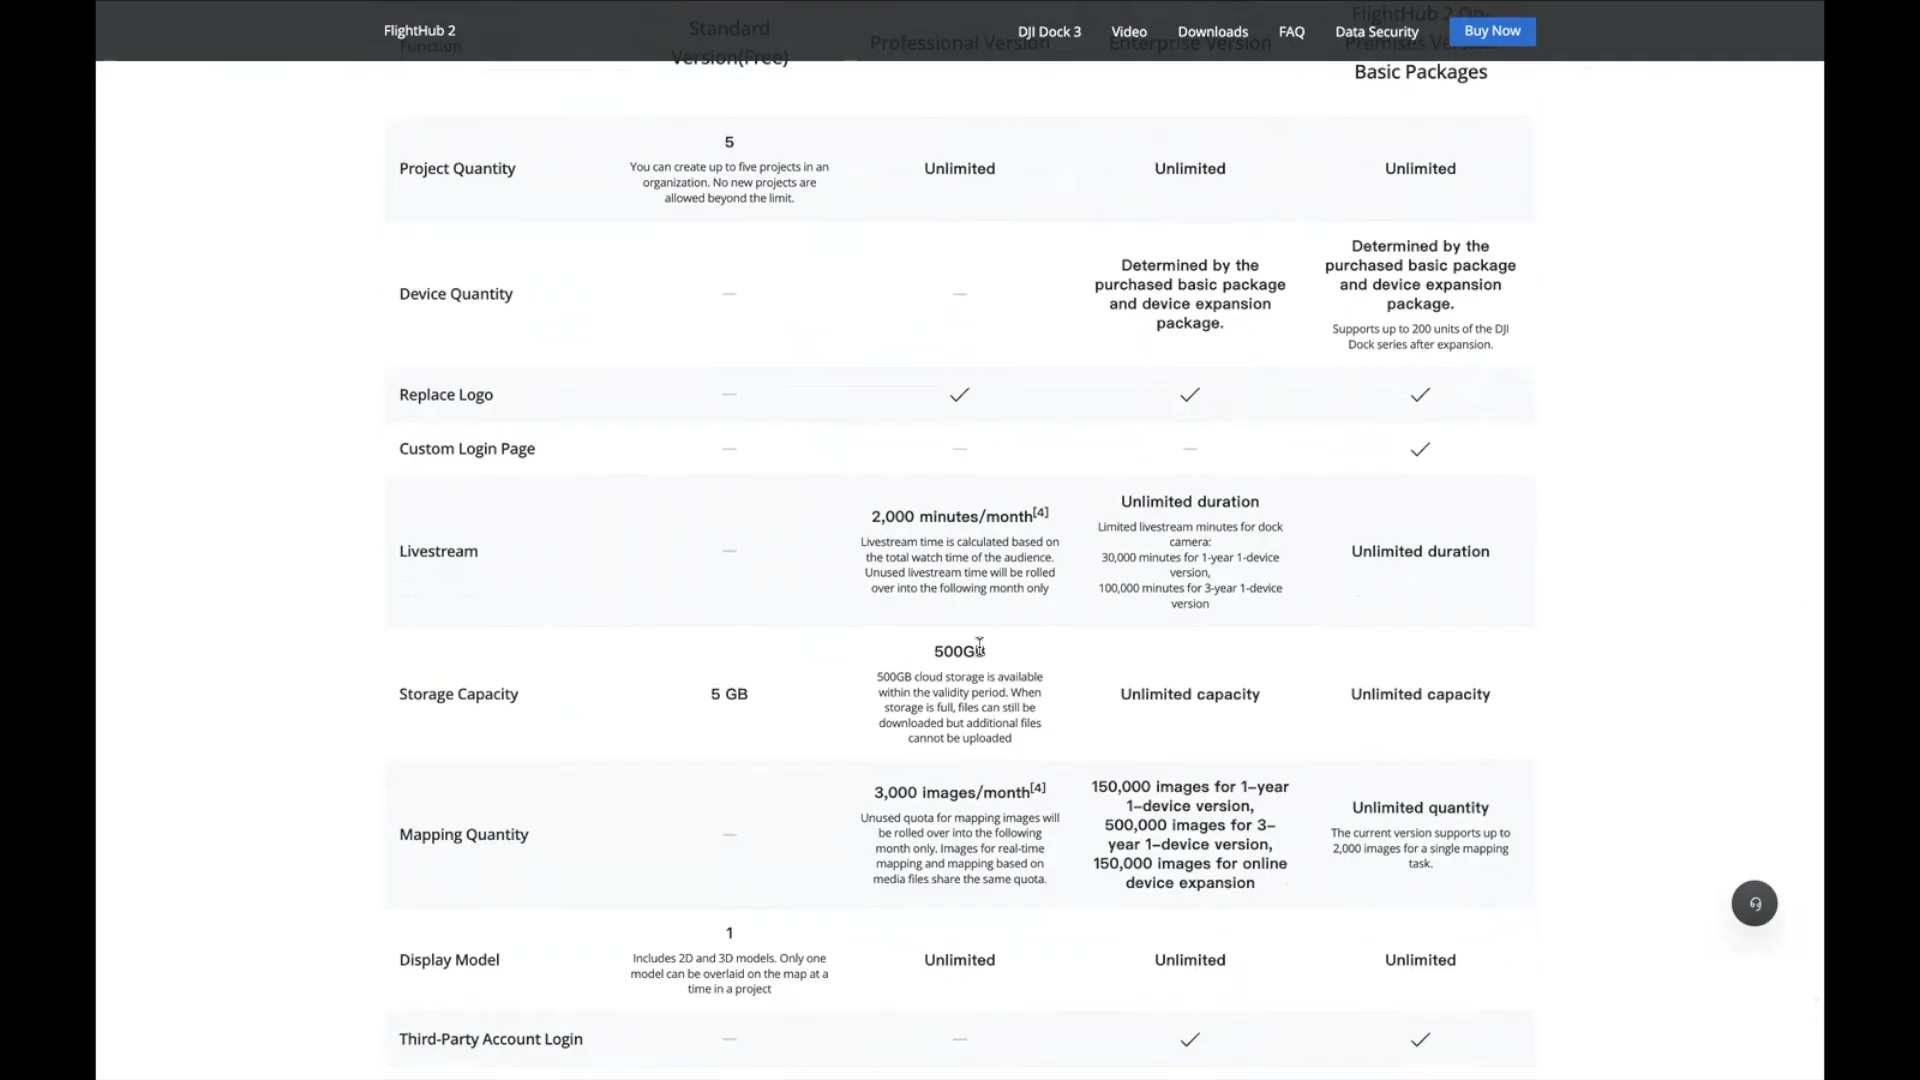 FlightHub 2
DJI Dock 3
Video
Downloads
FAQ
Data Security
Buy Now
Function
Standard
Version(Free)
Professional Version
Enterprise Version
FlightHub 2 On-
Premises Version
Basic Packages
Project Quantity
5
You can create up to five projects in an
organization. No new projects are
allowed beyond the limit.
Unlimited
Unlimited
Unlimited
Device Quantity
—
—
Determined by the
purchased basic package
and device expansion
package.
Determined by the
purchased basic package
and device expansion
package.
Supports up to 200 units of the DJI
Dock series after expansion.
Replace Logo
—
Custom Login Page
—
—
—
Livestream
—
2,000 minutes/month[4]
Livestream time is calculated based on
the total watch time of the audience.
Unused livestream time will be rolled
over into the following month only
Unlimited duration
Limited livestream minutes for dock
camera:
30,000 minutes for 1-year 1-device
version,
100,000 minutes for 3-year 1-device
version
Unlimited duration
Storage Capacity
5 GB
500GB
500GB cloud storage is available
within the validity period. When
storage is full, files can still be
downloaded but additional files
cannot be uploaded
Unlimited capacity
Unlimited capacity
Mapping Quantity
—
3,000 images/month[4]
Unused quota for mapping images will
be rolled over into the following
month only. Images for real-time
mapping and mapping based on
media files share the same quota.
150,000 images for 1–year
1–device version,
500,000 images for 3–
year 1–device version,
150,000 images for online
device expansion
Unlimited quantity
The current version supports up to
2,000 images for a single mapping
task.
Display Model
1
Includes 2D and 3D models. Only one
model can be overlaid on the map at a
time in a project
Unlimited
Unlimited
Unlimited
Third-Party Account Login
—
—